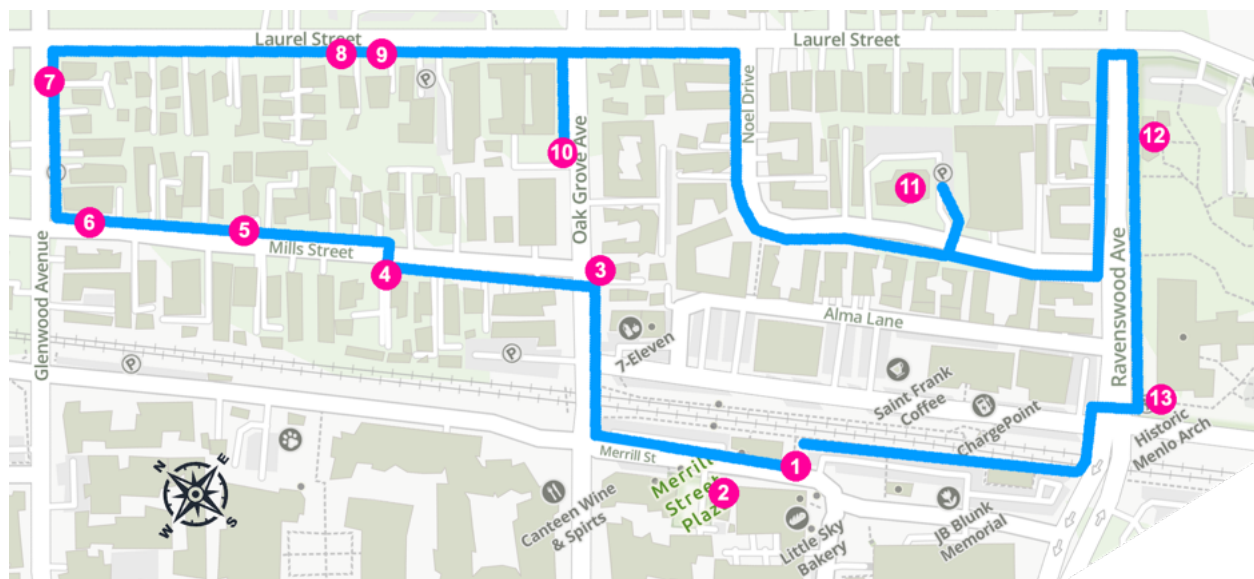 Laurel Street
Laurel Street
8
9
7
P
P
Noel Drive
12
10
11
P
Oak Grove Ave
6
5
Mills Street
4
3
Glenwood Avenue
Ravenswood Ave
Alma Lane
7-Eleven
P
P
Saint Frank
Coffee
ChargePoint
13
Historic
Menlo Arch
Merrill St
1
Merrill
Street
Plaz
2
N
E
W
S
Canteen Wine
& Spirts
Little Sky
Bakery
JB Blunk
Memorial